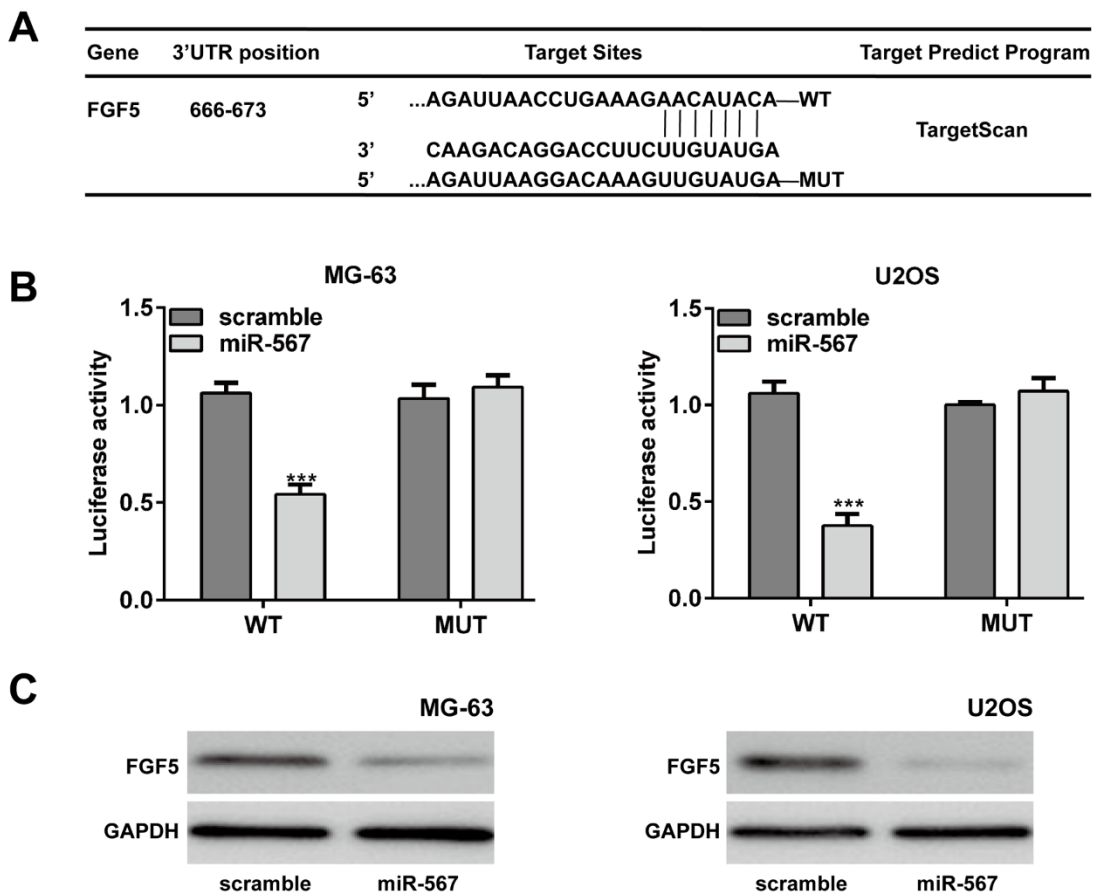 A
Gene 3'UTR position Target Sites Target Predict Program
FGF5 666-673 5' ...AGAUUAACCUGAAAGAACAUACA—WT
TargetScan
3' CAAGACAGGACCUUCUUGUAUGA
5' ...AGAUUAAGGACAAAGUUGUAUGA—MUT
B
MG-63
1.5
1.0
0.5
0.0
Luciferase activity
scramble
miR-567
***
WT MUT
U2OS
1.5
1.0
0.5
0.0
Luciferase activity
scramble
miR-567
***
WT MUT
C
MG-63
FGF5
GAPDH
scramble miR-567
U2OS
FGF5
GAPDH
scramble miR-567